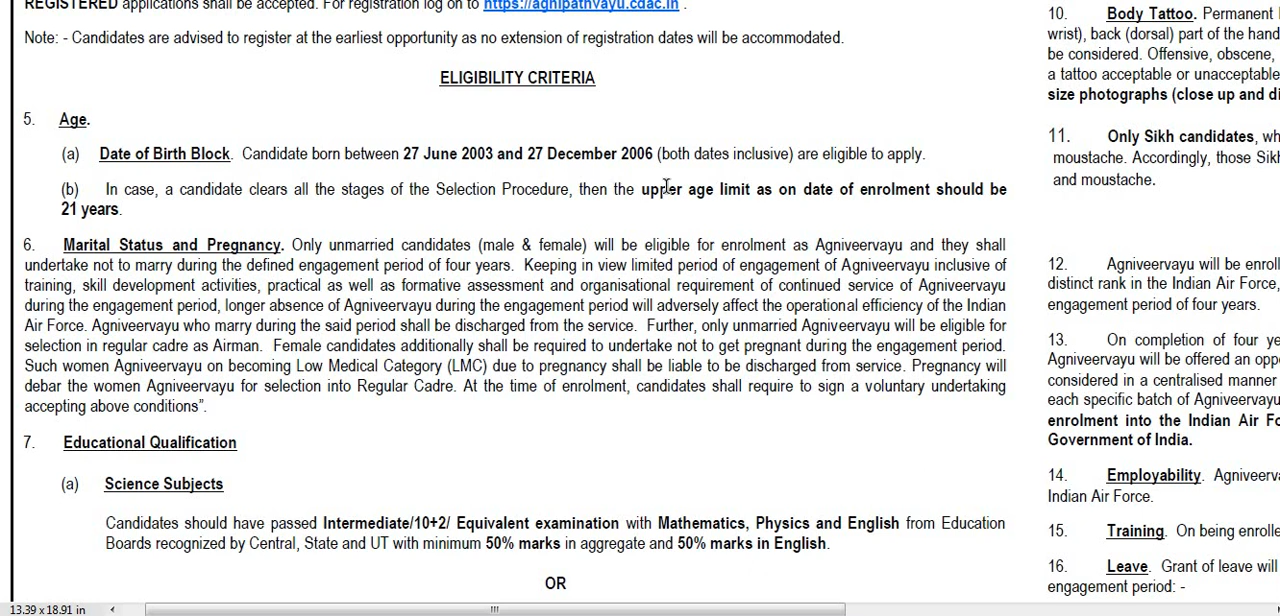 REGISTERED applications shall be accepted. For registration log on to https://agnipathvayu.cdac.in .
Note: - Candidates are advised to register at the earliest opportunity as no extension of registration dates will be accommodated.
ELIGIBILITY CRITERIA
5. Age.
(a) Date of Birth Block. Candidate born between 27 June 2003 and 27 December 2006 (both dates inclusive) are eligible to apply.
(b) In case, a candidate clears all the stages of the Selection Procedure, then the upper age limit as on date of enrolment should be
21 years.
6. Marital Status and Pregnancy. Only unmarried candidates (male & female) will be eligible for enrolment as Agniveervayu and they shall
undertake not to marry during the defined engagement period of four years. Keeping in view limited period of engagement of Agniveervayu inclusive of
training, skill development activities, practical as well as formative assessment and organisational requirement of continued service of Agniveervayu
during the engagement period, longer absence of Agniveervayu during the engagement period will adversely affect the operational efficiency of the Indian
Air Force. Agniveervayu who marry during the said period shall be discharged from the service. Further, only unmarried Agniveervayu will be eligible for
selection in regular cadre as Airman. Female candidates additionally shall be required to undertake not to get pregnant during the engagement period.
Such women Agniveervayu on becoming Low Medical Category (LMC) due to pregnancy shall be liable to be discharged from service. Pregnancy will
debar the women Agniveervayu for selection into Regular Cadre. At the time of enrolment, candidates shall require to sign a voluntary undertaking
accepting above conditions”.
7. Educational Qualification
(a) Science Subjects
Candidates should have passed Intermediate/10+2/ Equivalent examination with Mathematics, Physics and English from Education
Boards recognized by Central, State and UT with minimum 50% marks in aggregate and 50% marks in English.
OR
10. Body Tattoo. Permanent
wrist), back (dorsal) part of the hand
be considered. Offensive, obscene,
a tattoo acceptable or unacceptable
size photographs (close up and
11. Only Sikh candidates,
moustache. Accordingly, those
and moustache.
12. Agniveervayu will be
distinct rank in the Indian Air Force,
engagement period of four years.
13. On completion of four
Agniveervayu will be offered an
considered in a centralised manner
each specific batch of Agniveervayu
enrolment into the Indian Air
Government of India.
14. Employability.
Indian Air Force.
15. Training. On being
16. Leave. Grant of leave will
engagement period: -
13.39 x 18.91 in